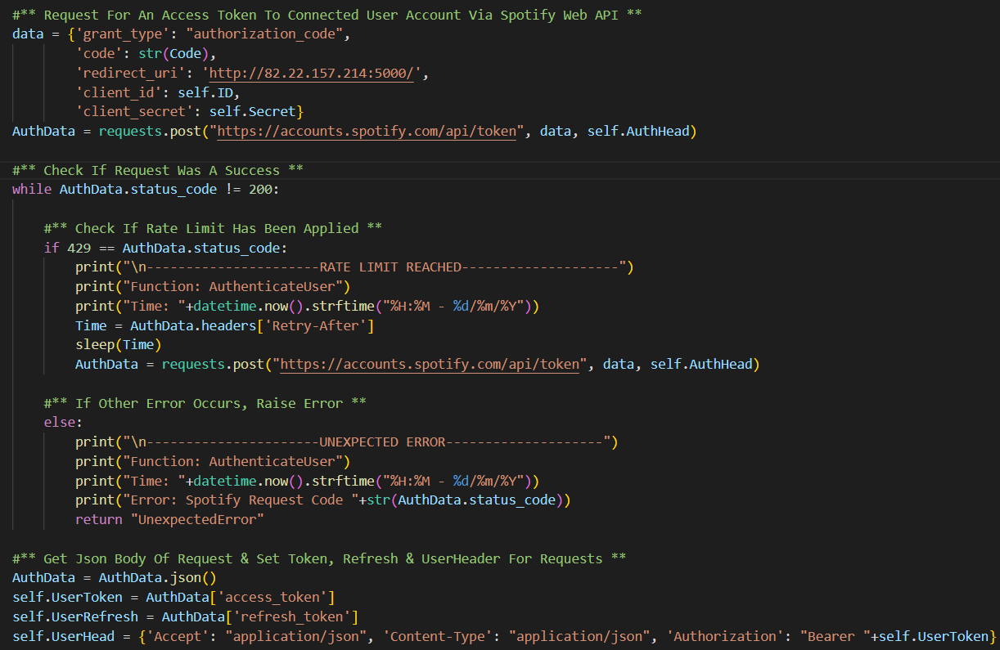 #** Request For An Access Token To Connected User Account Via Spotify Web API **
data = {'grant_type': "authorization_code",
        'code': str(Code),
        'redirect_uri': 'http://82.22.157.214:5000/',
        'client_id': self.ID,
        'client_secret': self.Secret}
AuthData = requests.post("https://accounts.spotify.com/api/token", data, self.AuthHead)

#** Check If Request Was A Success **
while AuthData.status_code != 200:

    #** Check If Rate Limit Has Been Applied **
    if 429 == AuthData.status_code:
        print("\n----------------------RATE LIMIT REACHED--------------------")
        print("Function: AuthenticateUser")
        print("Time: "+datetime.now().strftime("%H:%M - %d/%m/%Y"))
        Time = AuthData.headers['Retry-After']
        sleep(Time)
        AuthData = requests.post("https://accounts.spotify.com/api/token", data, self.AuthHead)

    #** If Other Error Occurs, Raise Error **
    else:
        print("\n----------------------UNEXPECTED ERROR--------------------")
        print("Function: AuthenticateUser")
        print("Time: "+datetime.now().strftime("%H:%M - %d/%m/%Y"))
        print("Error: Spotify Request Code "+str(AuthData.status_code))
        return "UnexpectedError"

#** Get Json Body Of Request & Set Token, Refresh & UserHeader For Requests **
AuthData = AuthData.json()
self.UserToken = AuthData['access_token']
self.UserRefresh = AuthData['refresh_token']
self.UserHead = {'Accept': "application/json", 'Content-Type': "application/json", 'Authorization': "Bearer "+self.UserToken}